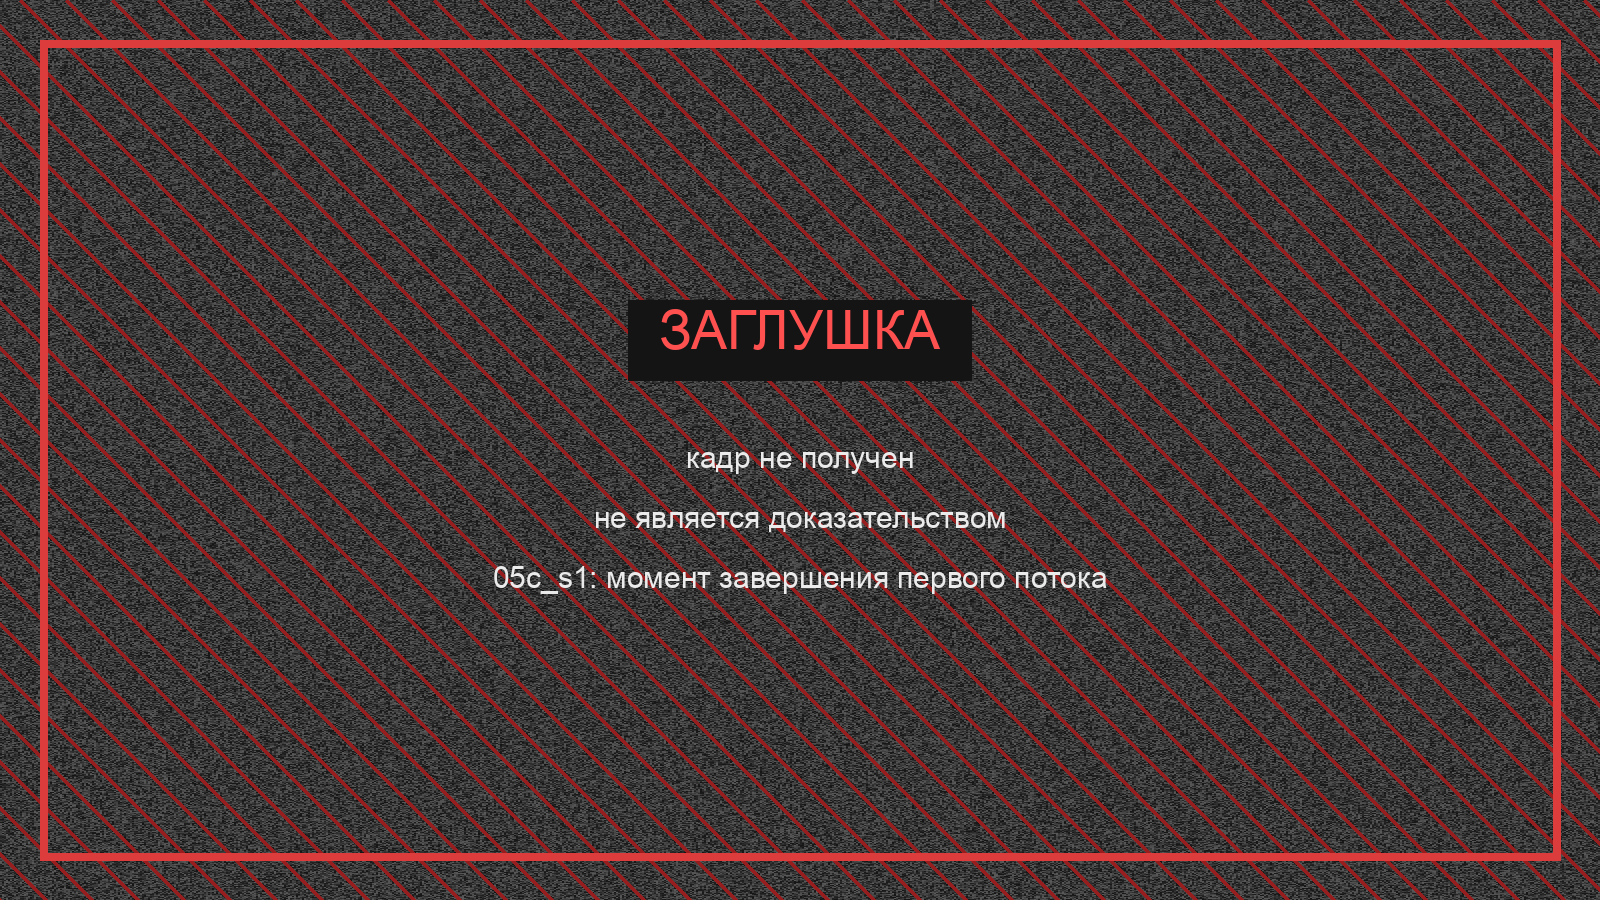 ЗАГЛУШКА
кадр не получен
не является доказательством
05c_s1: момент завершения первого потока